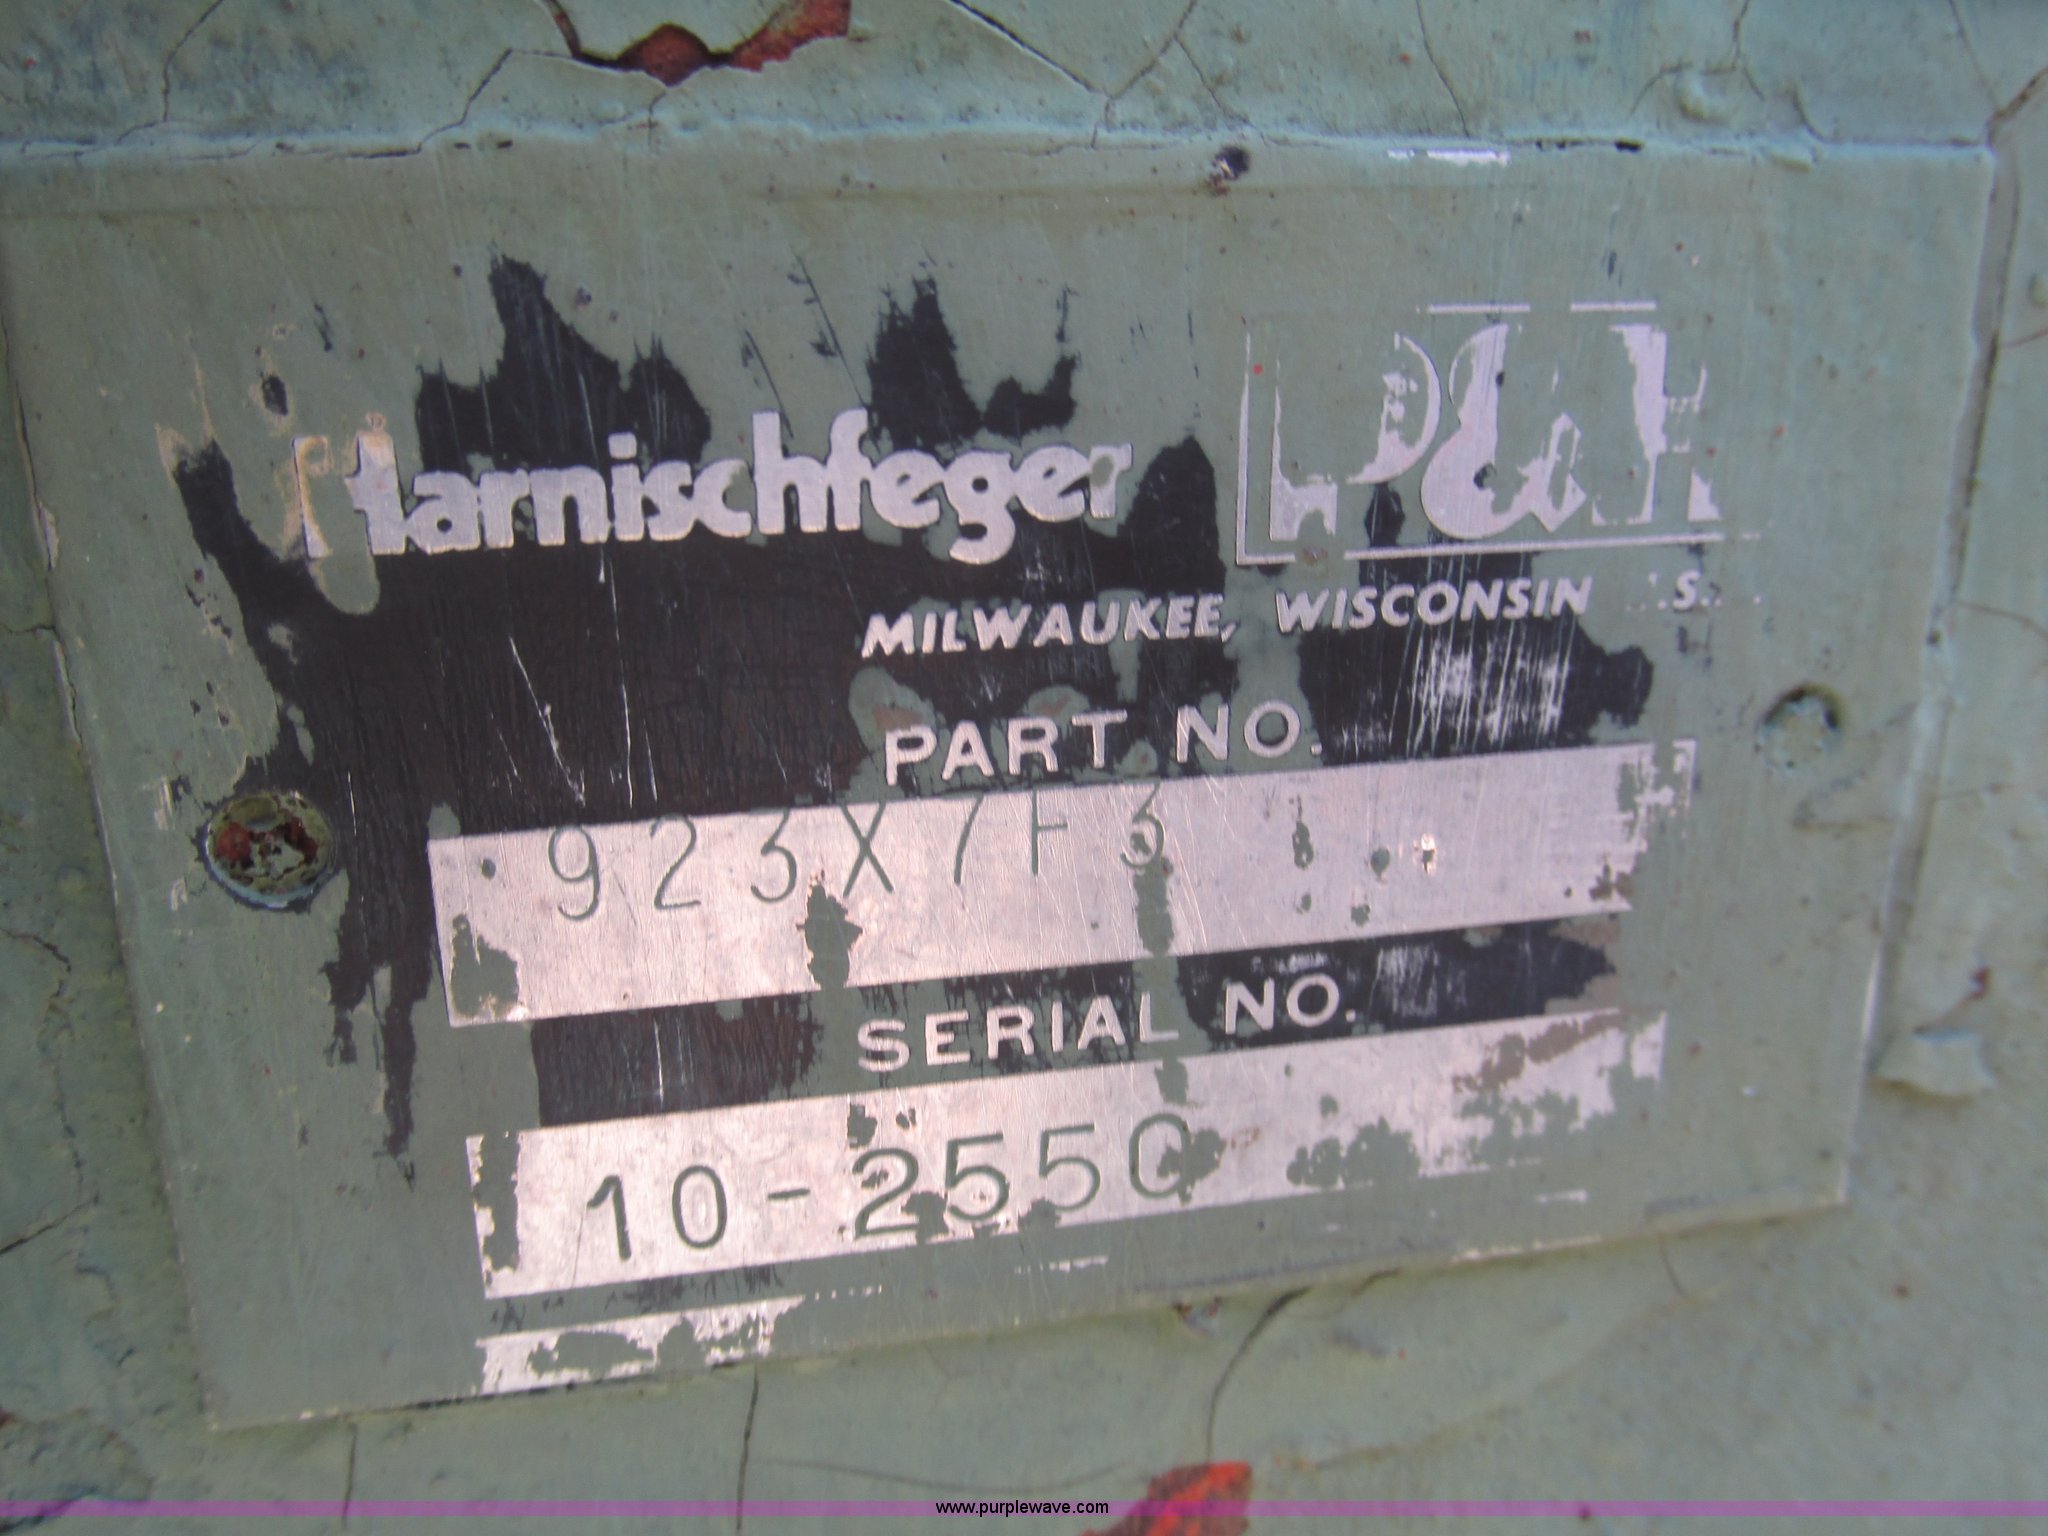 Harnischfeger P&H
MILWAUKEE, WISCONSIN U.S.A.
PART NO.
923X7F3
SERIAL NO.
10-2550
www.purplewave.com